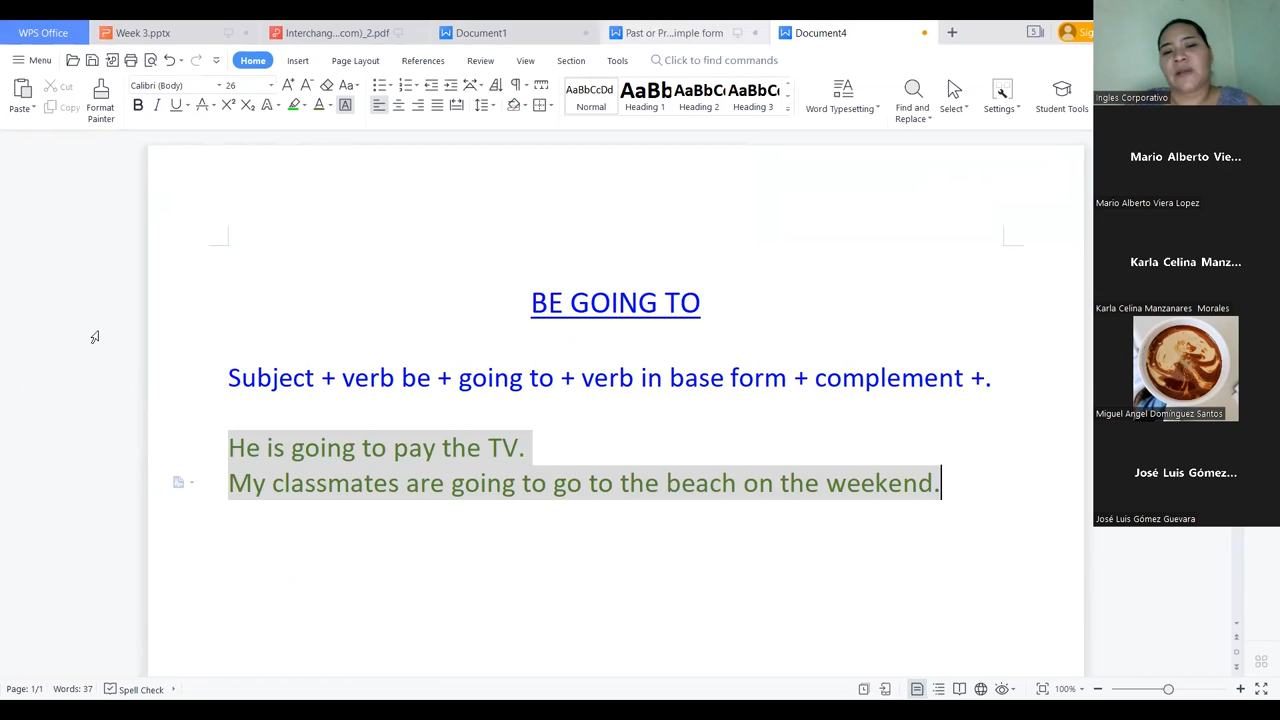 WPS Office Week 3.pptx Interchang...com)_2.pdf Document1 Past or Pr...imple form Document4 Sig
Menu Home Insert Page Layout References Review View Section Tools Click to find commands
Paste Cut Copy Format Painter Calibri (Body) 26 AaBbCcDd Normal AaBb Heading 1 AaBbC Heading 2 AaBbC Heading 3 Word Typesetting Find and Replace Select Settings Student Tools
Ingles Corporativo
Mario Alberto Vie...
Mario Alberto Viera Lopez
Karla Celina Manz...
Karla Celina Manzanares Morales
Miguel Angel Domínguez Santos
José Luis Gómez...
José Luis Gómez Guevara
BE GOING TO
Subject + verb be + going to + verb in base form + complement +.
He is going to pay the TV.
My classmates are going to go to the beach on the weekend.
Page: 1/1 Words: 37 Spell Check 100%